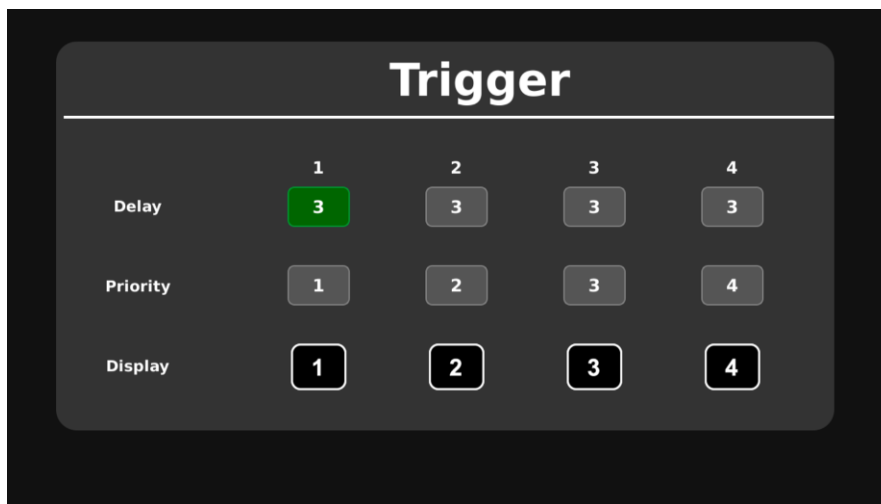 Trigger
1 2 3 4
Delay 3 3 3 3
Priority 1 2 3 4
Display 1 2 3 4